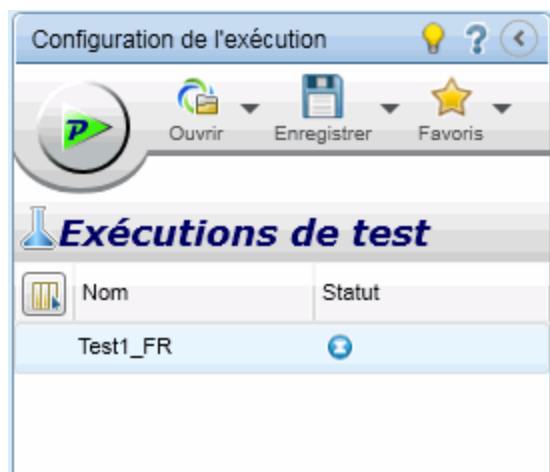 Configuration de l'exécution
P
Ouvrir Enregistrer Favoris
Exécutions de test
Nom Statut
Test1_FR